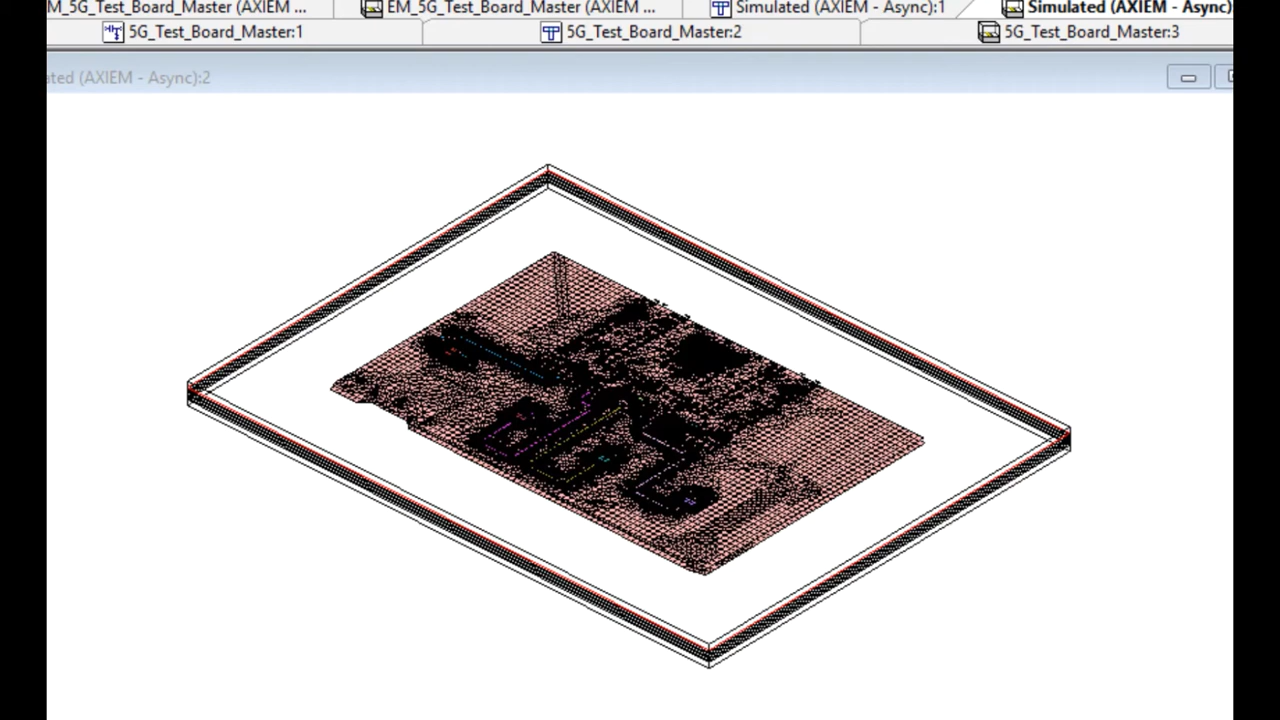 M_5G_Test_Board_Master (AXIEM ... EM_5G_Test_Board_Master (AXIEM ... Simulated (AXIEM - Async):1 Simulated (AXIEM - Async):
5G_Test_Board_Master:1 5G_Test_Board_Master:2 5G_Test_Board_Master:3
ated (AXIEM - Async):2